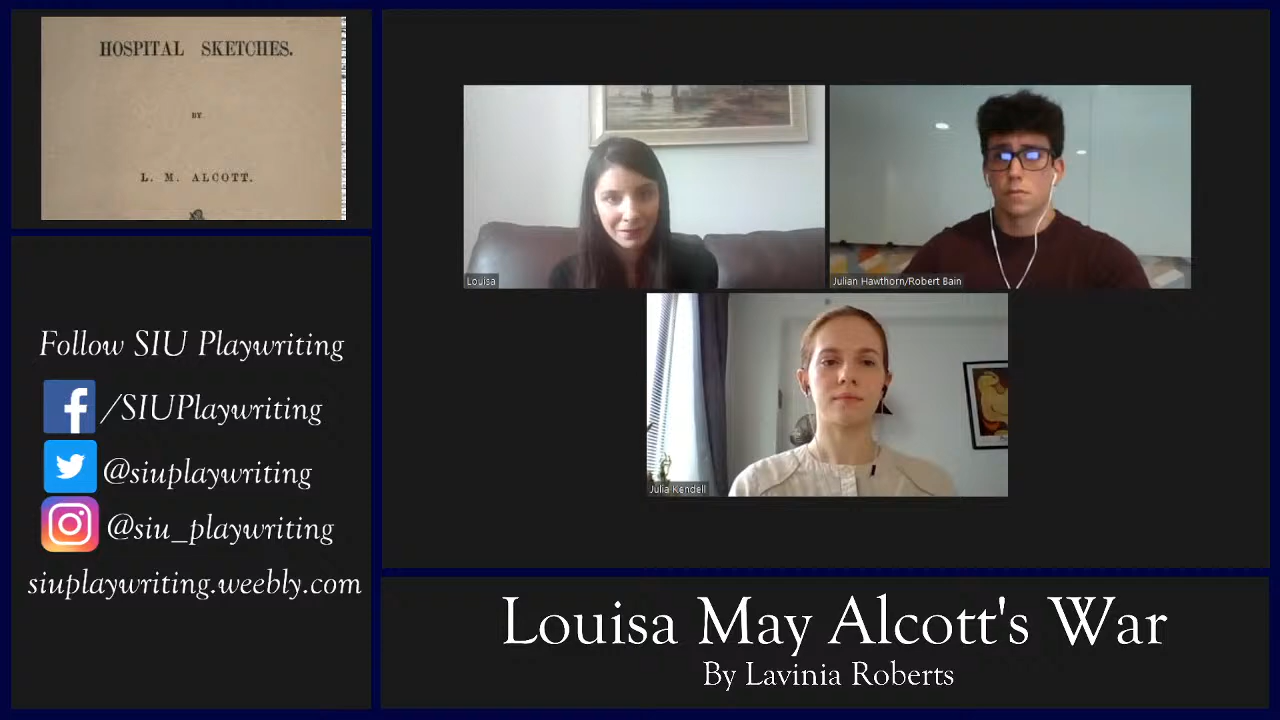 HOSPITAL SKETCHES.
BY
L. M. ALCOTT.
Follow SIU Playwriting
/SIUPlaywriting
@siuplaywriting
@siu_playwriting
siuplaywriting.weebly.com
Louisa
Julian Hawthorn/Robert Bain
Julia Kendell
Louisa May Alcott's War
By Lavinia Roberts